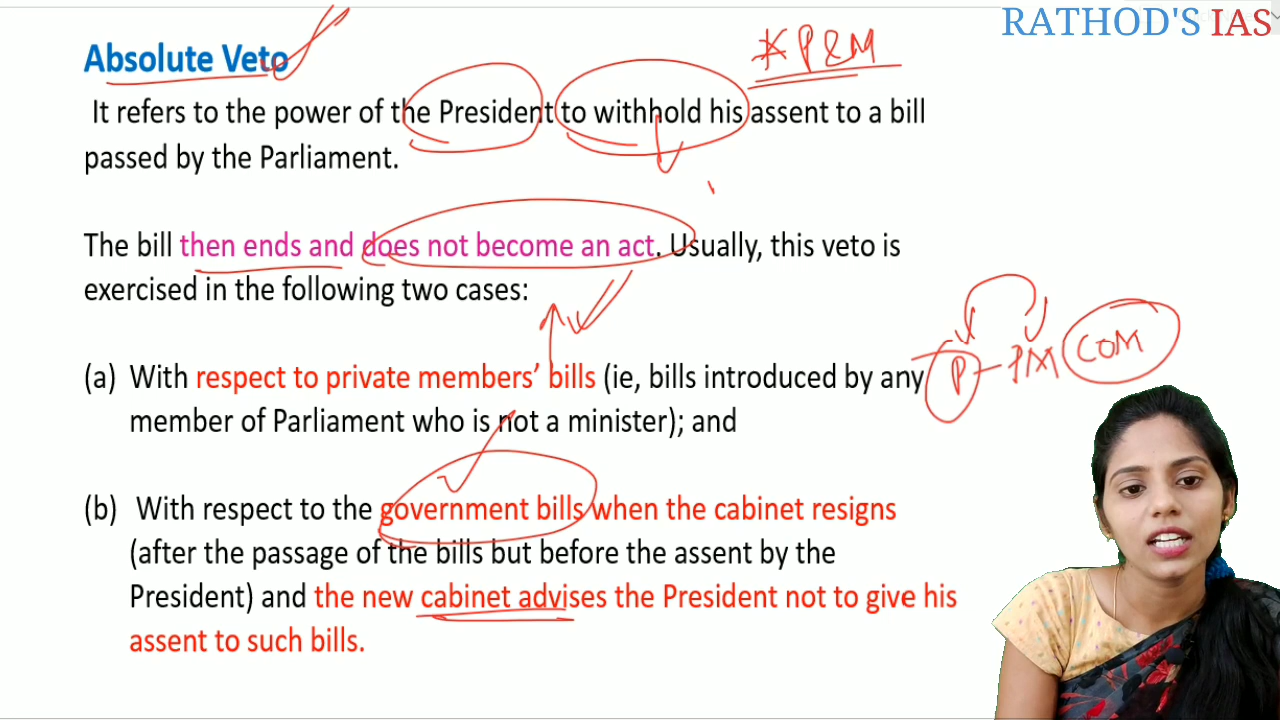 RATHOD'S IAS
Absolute Veto
P&M
It refers to the power of the President to withhold his assent to a bill
passed by the Parliament.
The bill then ends and does not become an act. Usually, this veto is
exercised in the following two cases:
P - PM COM
(a) With respect to private members’ bills (ie, bills introduced by any
member of Parliament who is not a minister); and
(b) With respect to the government bills when the cabinet resigns
(after the passage of the bills but before the assent by the
President) and the new cabinet advises the President not to give his
assent to such bills.